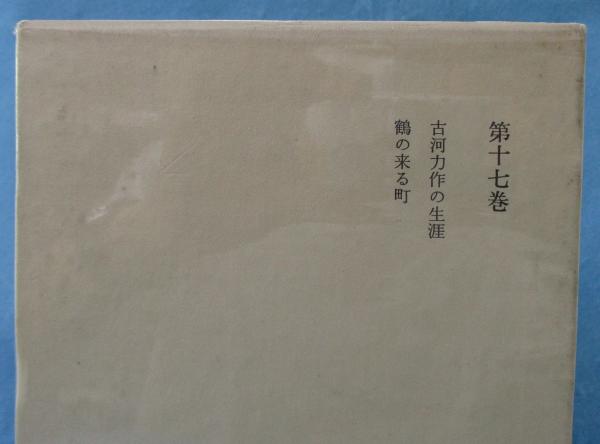 第十七巻
古河力作の生涯
鶴の来る町